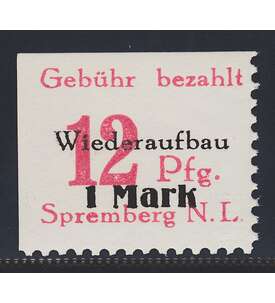 Gebühr bezahlt
Wiederaufbau
12 Pfg.
1 Mark
Spremberg N. L.